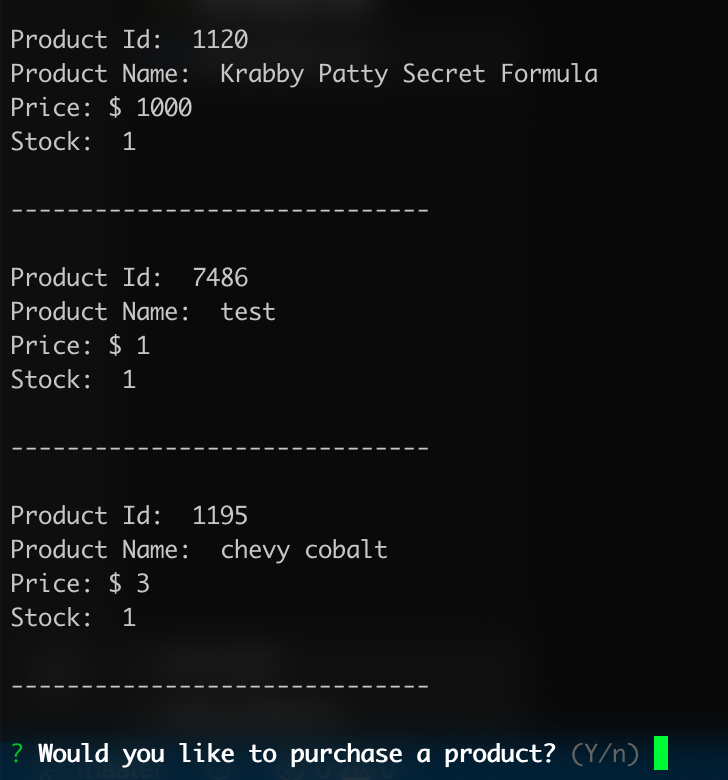 Product Id:  1120
Product Name:  Krabby Patty Secret Formula
Price: $ 1000
Stock:  1
------------------------------
Product Id:  7486
Product Name:  test
Price: $ 1
Stock:  1
------------------------------
Product Id:  1195
Product Name:  chevy cobalt
Price: $ 3
Stock:  1
------------------------------
? Would you like to purchase a product? (Y/n)